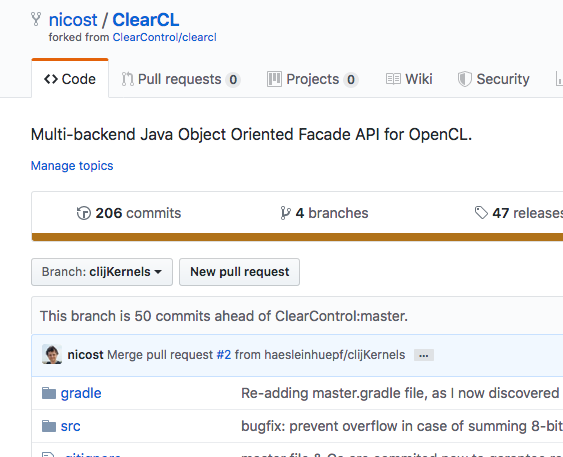 nicost / ClearCL
forked from ClearControl/clearcl
Code Pull requests 0 Projects 0 Wiki Security
Multi-backend Java Object Oriented Facade API for OpenCL.
Manage topics
206 commits 4 branches 47 releases
Branch: clijKernels New pull request
This branch is 50 commits ahead of ClearControl:master.
nicost Merge pull request #2 from haesleinhuepf/clijKernels ...
gradle Re-adding master.gradle file, as I now discovered
src bugfix: prevent overflow in case of summing 8-bit